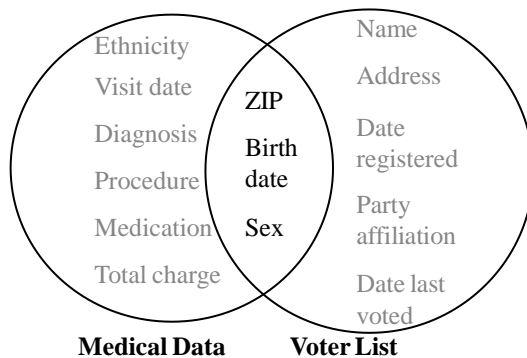 Ethnicity
Visit date
Diagnosis
Procedure
Medication
Total charge
ZIP
Birth
date
Sex
Name
Address
Date
registered
Party
affiliation
Date last
voted
Medical Data
Voter List